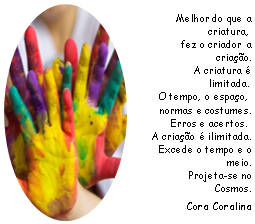 Melhor do que a
criatura,
fez o criador a
criação.
A criatura é
limitada.
O tempo, o espaço,
normas e costumes.
Erros e acertos.
A criação é ilimitada.
Excede o tempo e o
meio.
Projeta-se no
Cosmos.
Cora Coralina